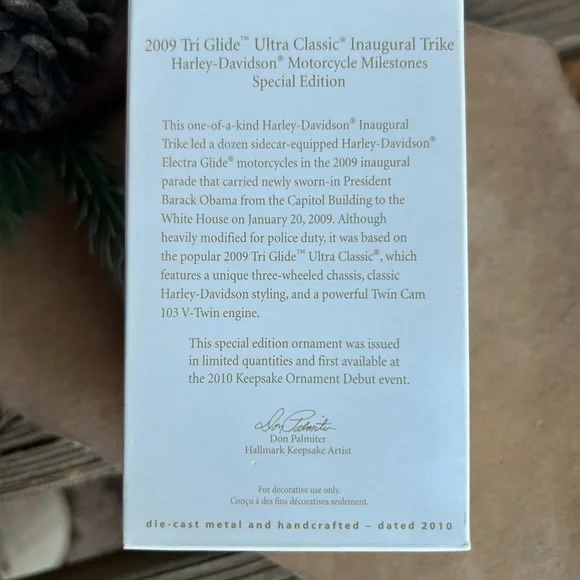 2009 Tri Glide™ Ultra Classic® Inaugural Trike
Harley-Davidson® Motorcycle Milestones
Special Edition
This one-of-a-kind Harley-Davidson® Inaugural
Trike led a dozen sidecar-equipped Harley-Davidson®
Electra Glide® motorcycles in the 2009 inaugural
parade that carried newly sworn-in President
Barack Obama from the Capitol Building to the
White House on January 20, 2009. Although
heavily modified for police duty, it was based on
the popular 2009 Tri Glide™ Ultra Classic®, which
features a unique three-wheeled chassis, classic
Harley-Davidson styling, and a powerful Twin Cam
103 V-Twin engine.
This special edition ornament was issued
in limited quantities and first available at
the 2010 Keepsake Ornament Debut event.
Don Palmiter
Don Palmiter
Hallmark Keepsake Artist
For decorative use only.
Conçu à des fins décoratives seulement.
die-cast metal and handcrafted – dated 2010